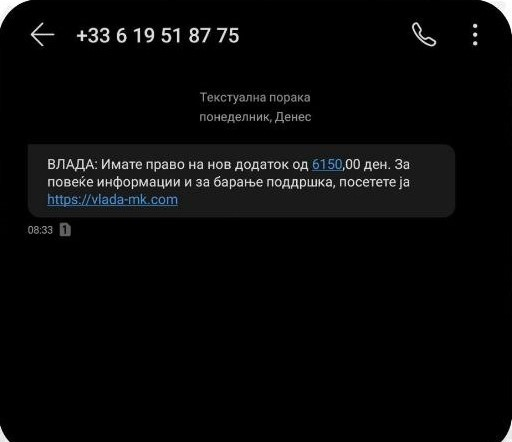 +33 6 19 51 87 75
Текстуална порака
понеделник, Денес
ВЛАДА: Имате право на нов додаток од 6150,00 ден. За
повеќе информации и за барање поддршка, посетете ја
https://vlada-mk.com
08:33 1